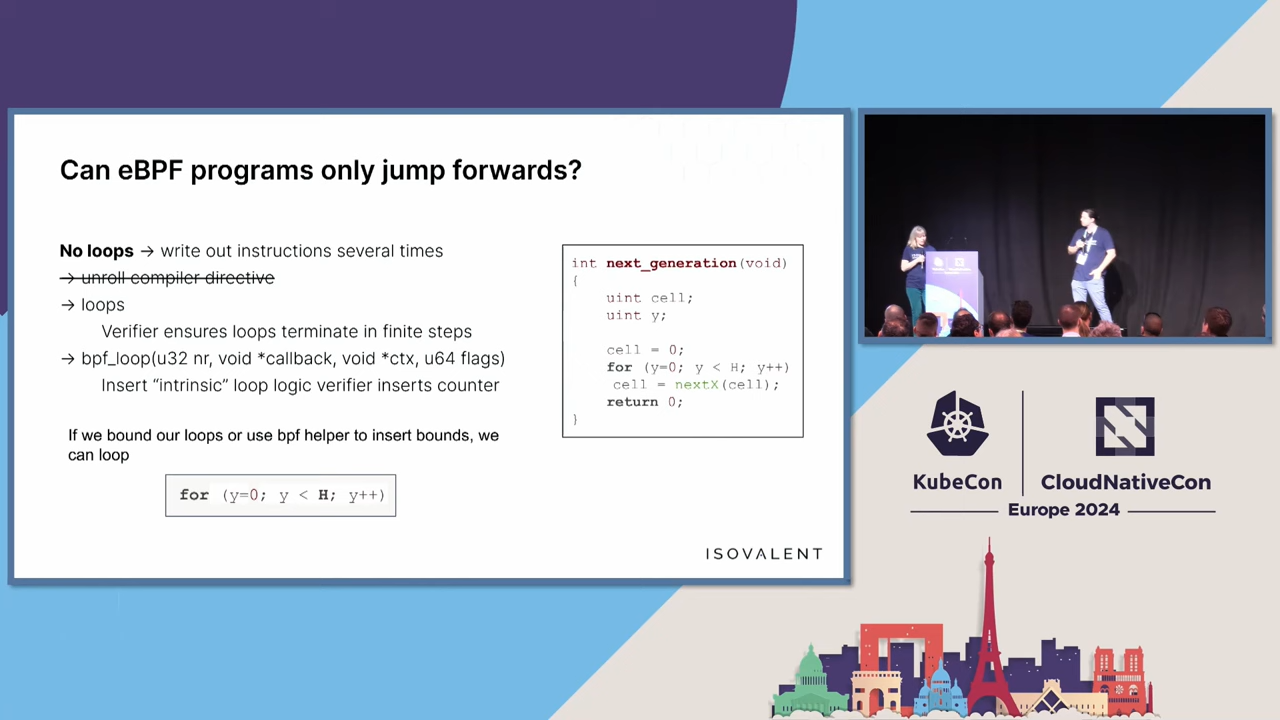 Can eBPF programs only jump forwards?
No loops → write out instructions several times
→ unroll compiler directive
→ loops
Verifier ensures loops terminate in finite steps
→ bpf_loop(u32 nr, void *callback, void *ctx, u64 flags)
Insert “intrinsic” loop logic verifier inserts counter
If we bound our loops or use bpf helper to insert bounds, we
can loop
for (y=0; y < H; y++)
int next_generation(void)
{
uint cell;
uint y;
cell = 0;
for (y=0; y < H; y++)
cell = nextX(cell);
return 0;
}
ISOVALENT
KubeCon
CloudNativeCon
Europe 2024